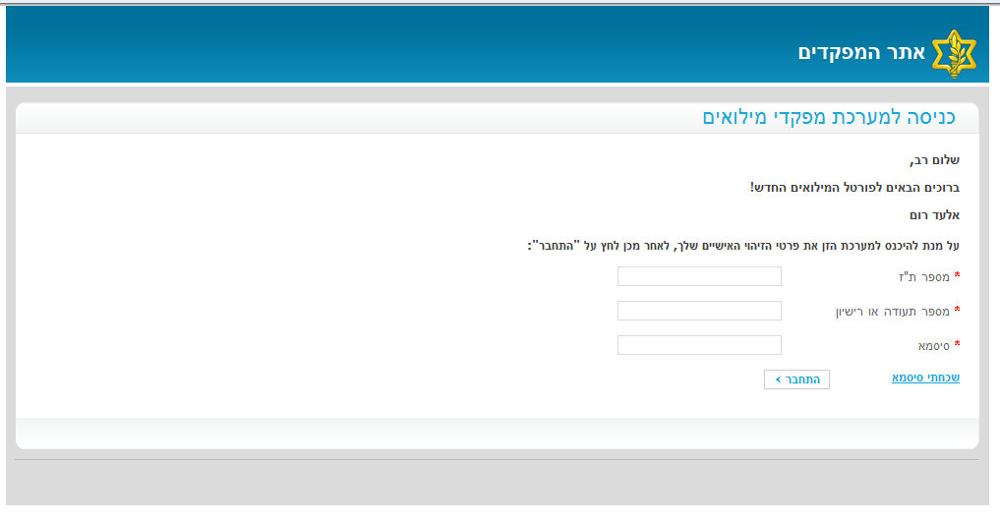 אתר המפקדים
כניסה למערכת מפקדי מילואים
שלום רב,
ברוכים הבאים לפורטל המילואים החדש!
אלעד רום
על מנת להיכנס למערכת הזן את פרטי הזיהוי האישיים שלך, לאחר מכן לחץ על "התחבר":
* מספר ת"ז
* מספר תעודה או רישיון
* סיסמא
שכחתי סיסמא
התחבר